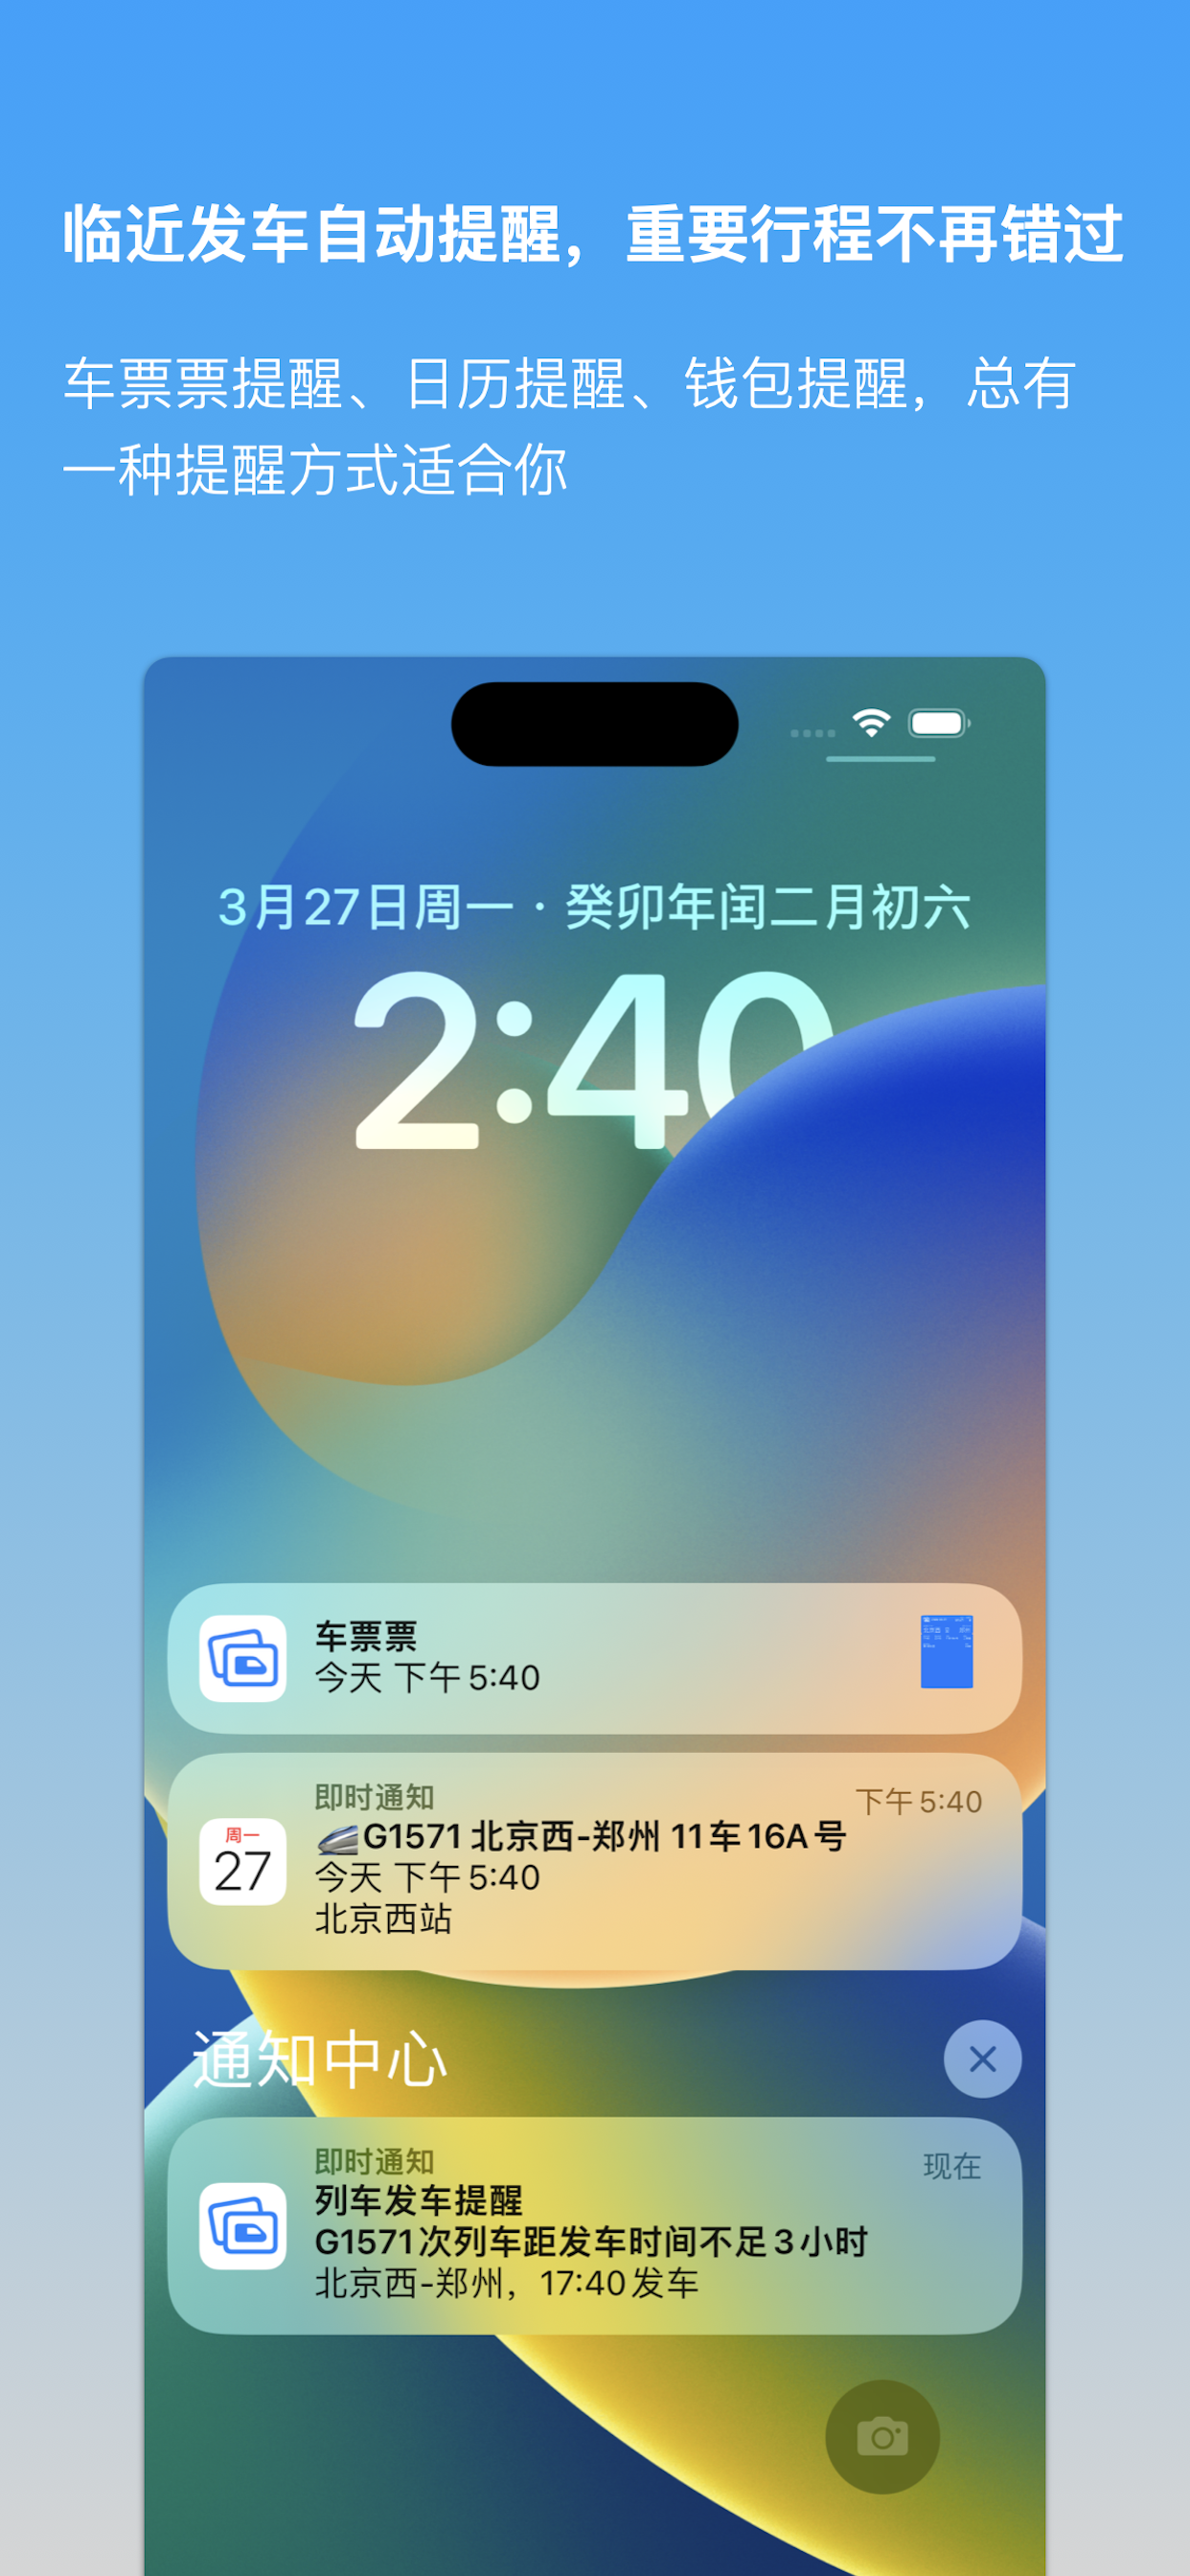 临近发车自动提醒，重要行程不再错过
车票票提醒、日历提醒、钱包提醒，总有
一种提醒方式适合你
3月27日周一 · 癸卯年闰二月初六
2:40
车票票
今天 下午 5:40
即时通知
下午 5:40
周一
27
G1571 北京西-郑州 11车16A号
今天 下午 5:40
北京西站
通知中心
即时通知
现在
列车发车提醒
G1571次列车距发车时间不足3小时
北京西-郑州，17:40发车